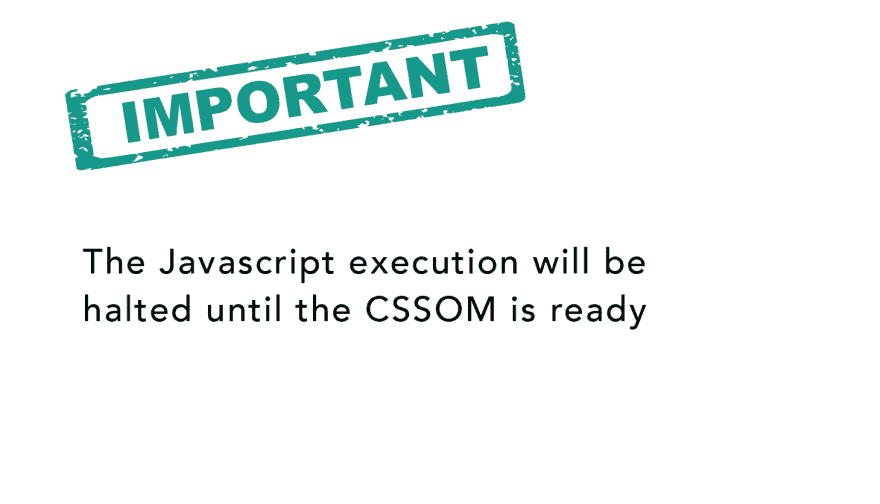 IMPORTANT
The Javascript execution will be
halted until the CSSOM is ready